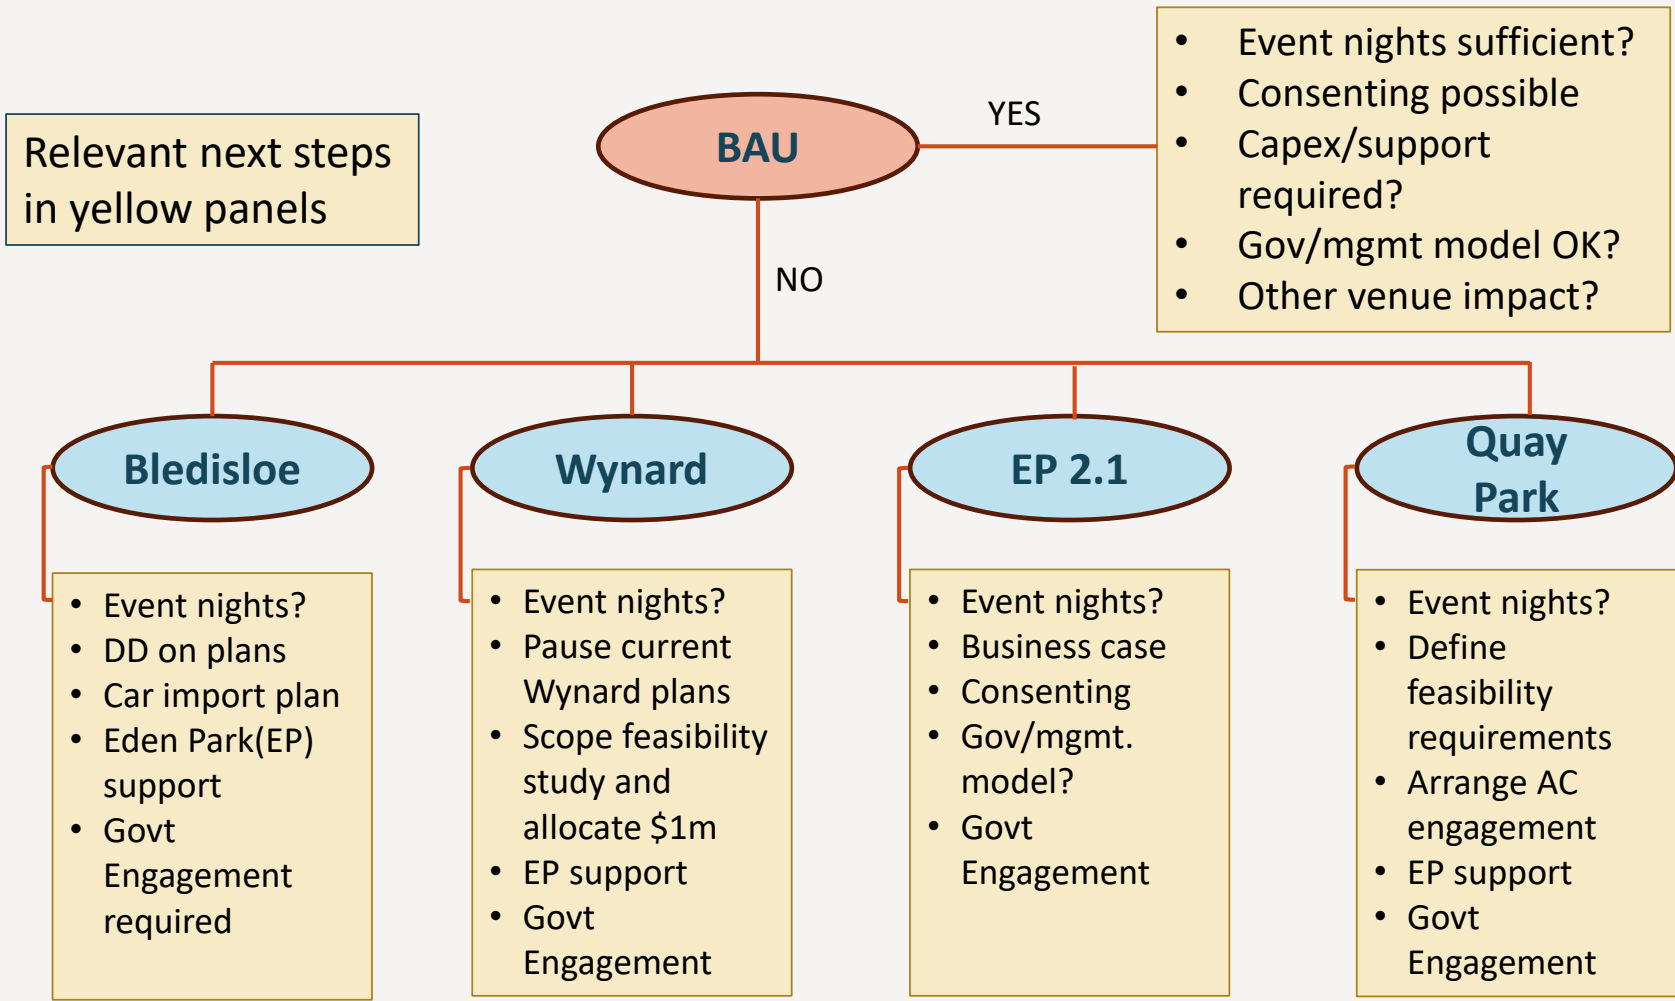 Relevant next steps
in yellow panels
BAU
YES
• Event nights sufficient?
• Consenting possible
• Capex/support
required?
• Gov/mgmt model OK?
• Other venue impact?
NO
Bledisloe
• Event nights?
• DD on plans
• Car import plan
• Eden Park(EP)
support
• Govt
Engagement
required
Wynard
• Event nights?
• Pause current
Wynard plans
• Scope feasibility
study and
allocate $1m
• EP support
• Govt
Engagement
EP 2.1
• Event nights?
• Business case
• Consenting
• Gov/mgmt.
model?
• Govt
Engagement
Quay
Park
• Event nights?
• Define
feasibility
requirements
• Arrange AC
engagement
• EP support
• Govt
Engagement